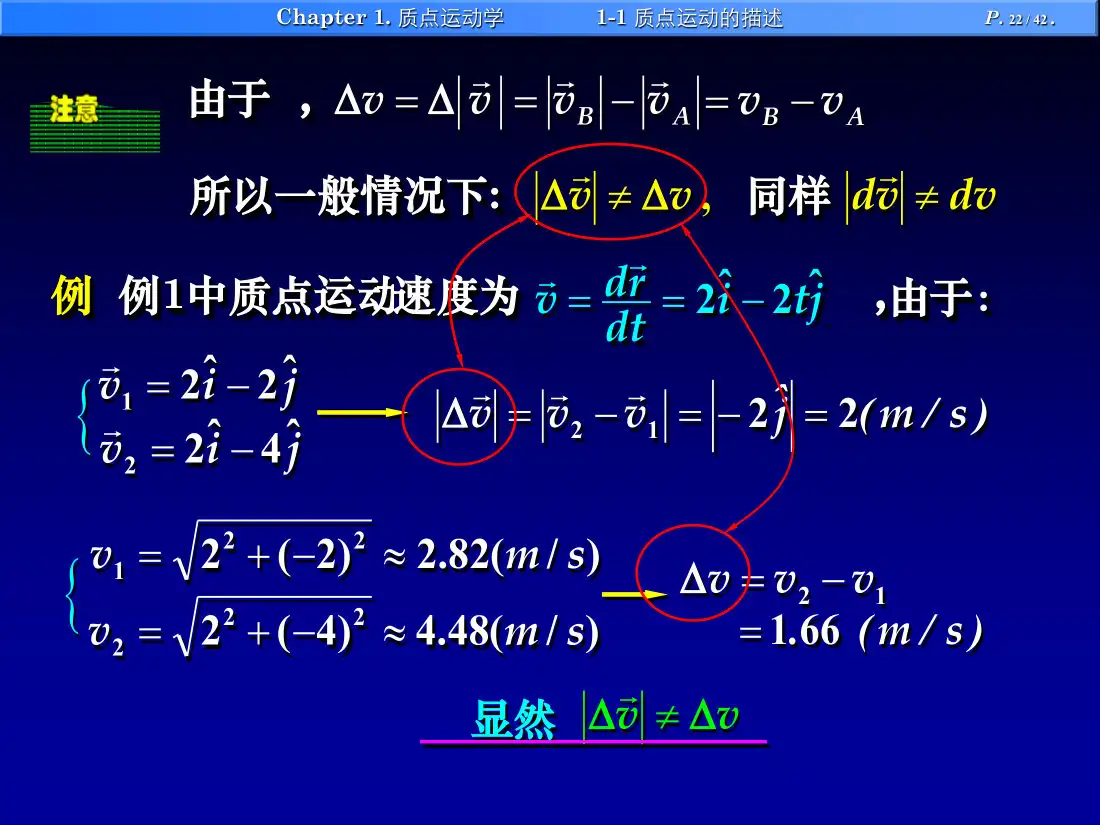 Chapter 1. 质点运动学 1-1 质点运动的描述 P. 22 / 42 .
注意 由于 , Δv = Δ|v⃗| = |v⃗_B| − |v⃗_A| = v_B − v_A
所以一般情况下: |Δv⃗| ≠ Δv , 同样 |dv⃗| ≠ dv
例 例1中质点运动速度为 v⃗ = dr⃗/dt = 2î − 2tĵ ,由于:
v⃗₁ = 2î − 2ĵ
v⃗₂ = 2î − 4ĵ
|Δv⃗| = |v⃗₂ − v⃗₁| = |− 2ĵ| = 2(m / s)
v₁ = √(2² + (−2)²) ≈ 2.82(m / s)
v₂ = √(2² + (−4)²) ≈ 4.48(m / s)
Δv = v₂ − v₁
= 1.66 (m / s)
显然 |Δv⃗| ≠ Δv